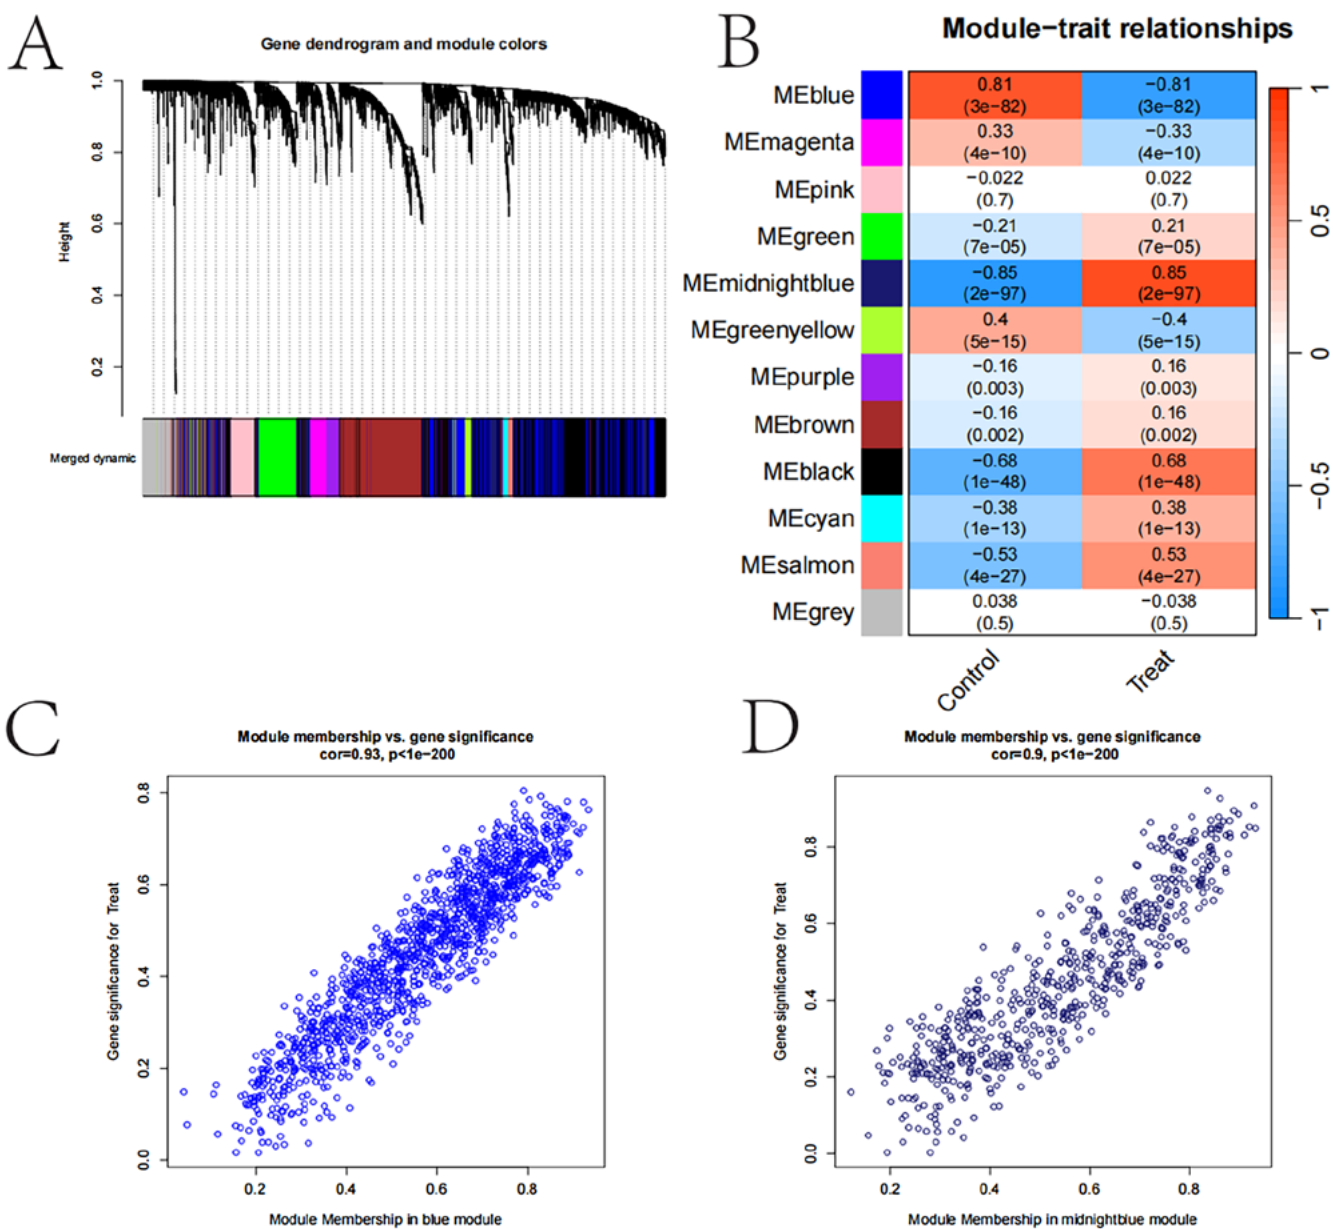 A
Gene dendrogram and module colors
Height
1.0
0.8
0.6
0.4
0.2
Merged dynamic
B
Module−trait relationships
MEblue 0.81 −0.81
(3e−82) (3e−82)
MEmagenta 0.33 −0.33
(4e−10) (4e−10)
MEpink −0.022 0.022
(0.7) (0.7)
MEgreen −0.21 0.21
(7e−05) (7e−05)
MEmidnightblue −0.85 0.85
(2e−97) (2e−97)
MEgreenyellow 0.4 −0.4
(5e−15) (5e−15)
MEpurple −0.16 0.16
(0.003) (0.003)
MEbrown −0.16 0.16
(0.002) (0.002)
MEblack −0.68 0.68
(1e−48) (1e−48)
MEcyan −0.38 0.38
(1e−13) (1e−13)
MEsalmon −0.53 0.53
(4e−27) (4e−27)
MEgrey 0.038 −0.038
(0.5) (0.5)
Control Treat
1
0.5
0
−0.5
−1
C
Module membership vs. gene significance
cor=0.93, p<1e−200
Gene significance for Treat
0.8
0.6
0.4
0.2
0.0
0.2 0.4 0.6 0.8
Module Membership in blue module
D
Module membership vs. gene significance
cor=0.9, p<1e−200
Gene significance for Treat
0.8
0.6
0.4
0.2
0.0
0.2 0.4 0.6 0.8
Module Membership in midnightblue module